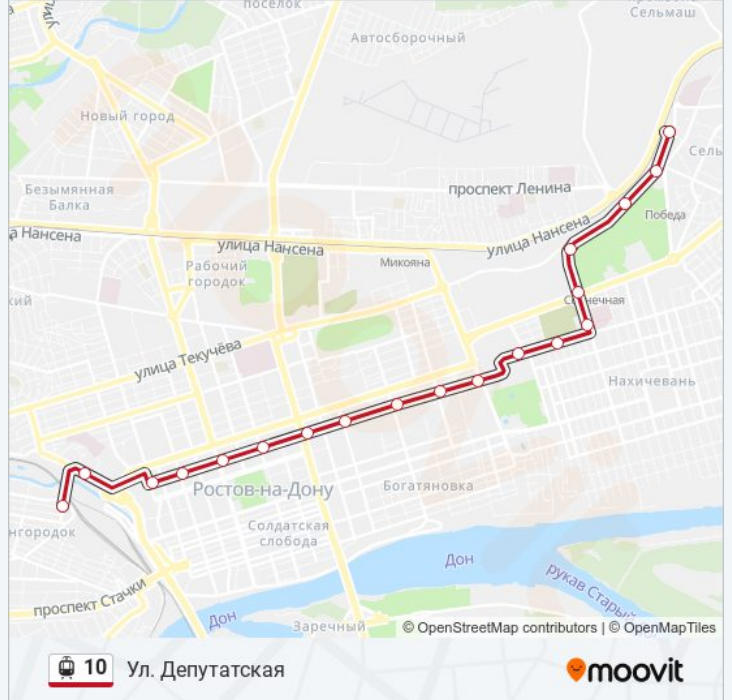 поселок
Сельмаш
Автосборочный
Новый город
проспект Ленина
Безымянная
Балка
Победа
а Нансена
улица Нансена
улица Нансена
Рабочий
городок
Микояна
кий
улица Текучёва
Нахичевань
Ростов-на-Дону
Богатяновка
нгородок
Солдатская
слобода
Дон
рукав Старый
проспект Стачки
Дон
Заречный
© OpenStreetMap contributors | © OpenMapTiles
10 Ул. Депутатская
moovit